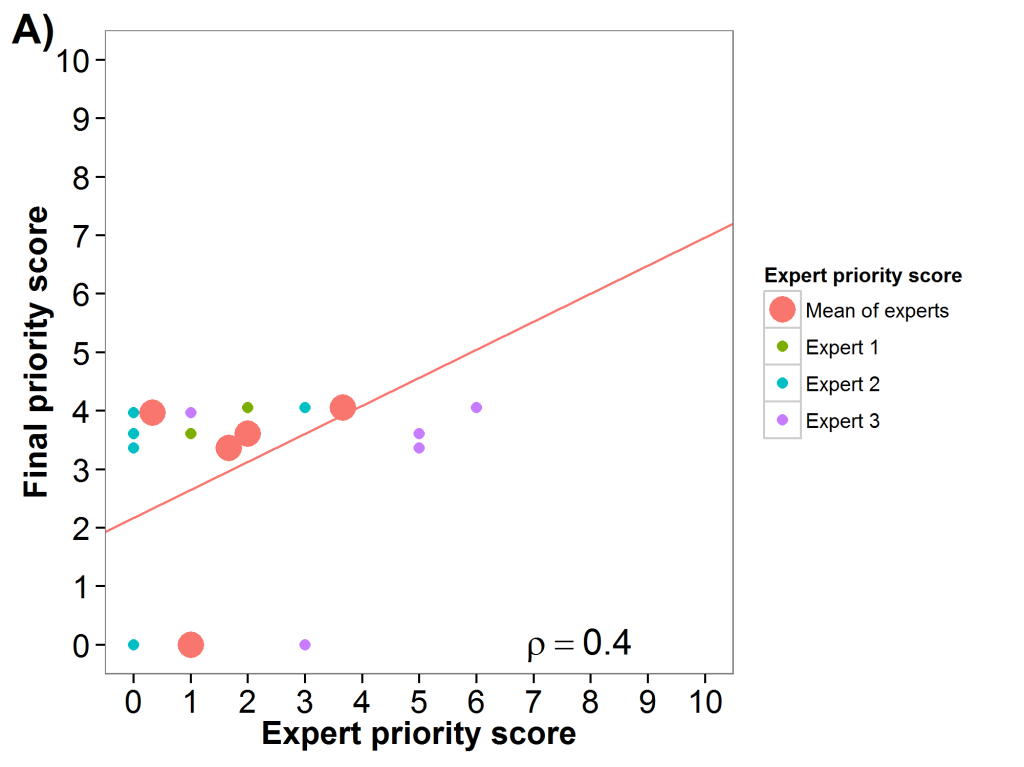 A)
10
9
8
7
6
5
4
3
2
1
0
Final priority score
ρ = 0.4
0 1 2 3 4 5 6 7 8 9 10
Expert priority score
Expert priority score
Mean of experts
Expert 1
Expert 2
Expert 3